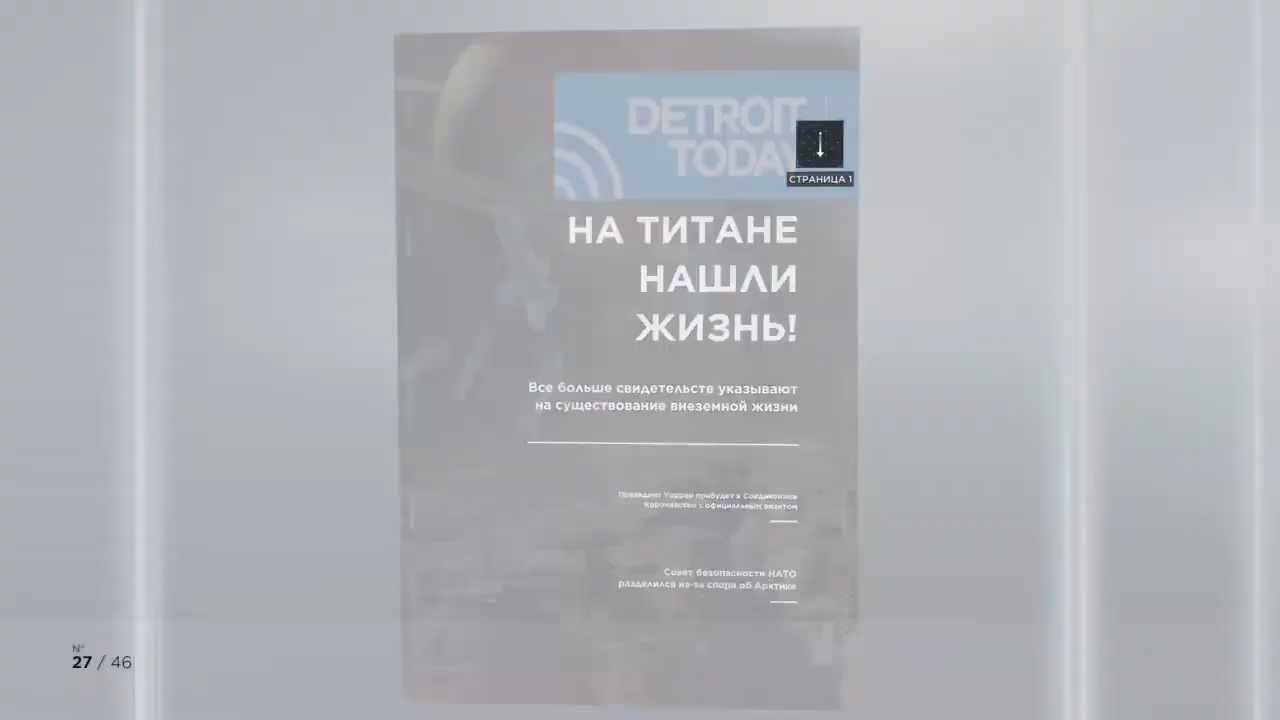 DETROIT
TODAY
СТРАНИЦА 1
НА ТИТАНЕ
НАШЛИ
ЖИЗНЬ!
Все больше свидетельств указывают
на существование внеземной жизни
Президент Уоррен прибудет в Соединенное
Королевство с официальным визитом
Совет безопасности НАТО
разделился из-за спора об Арктике
N°
27 / 46